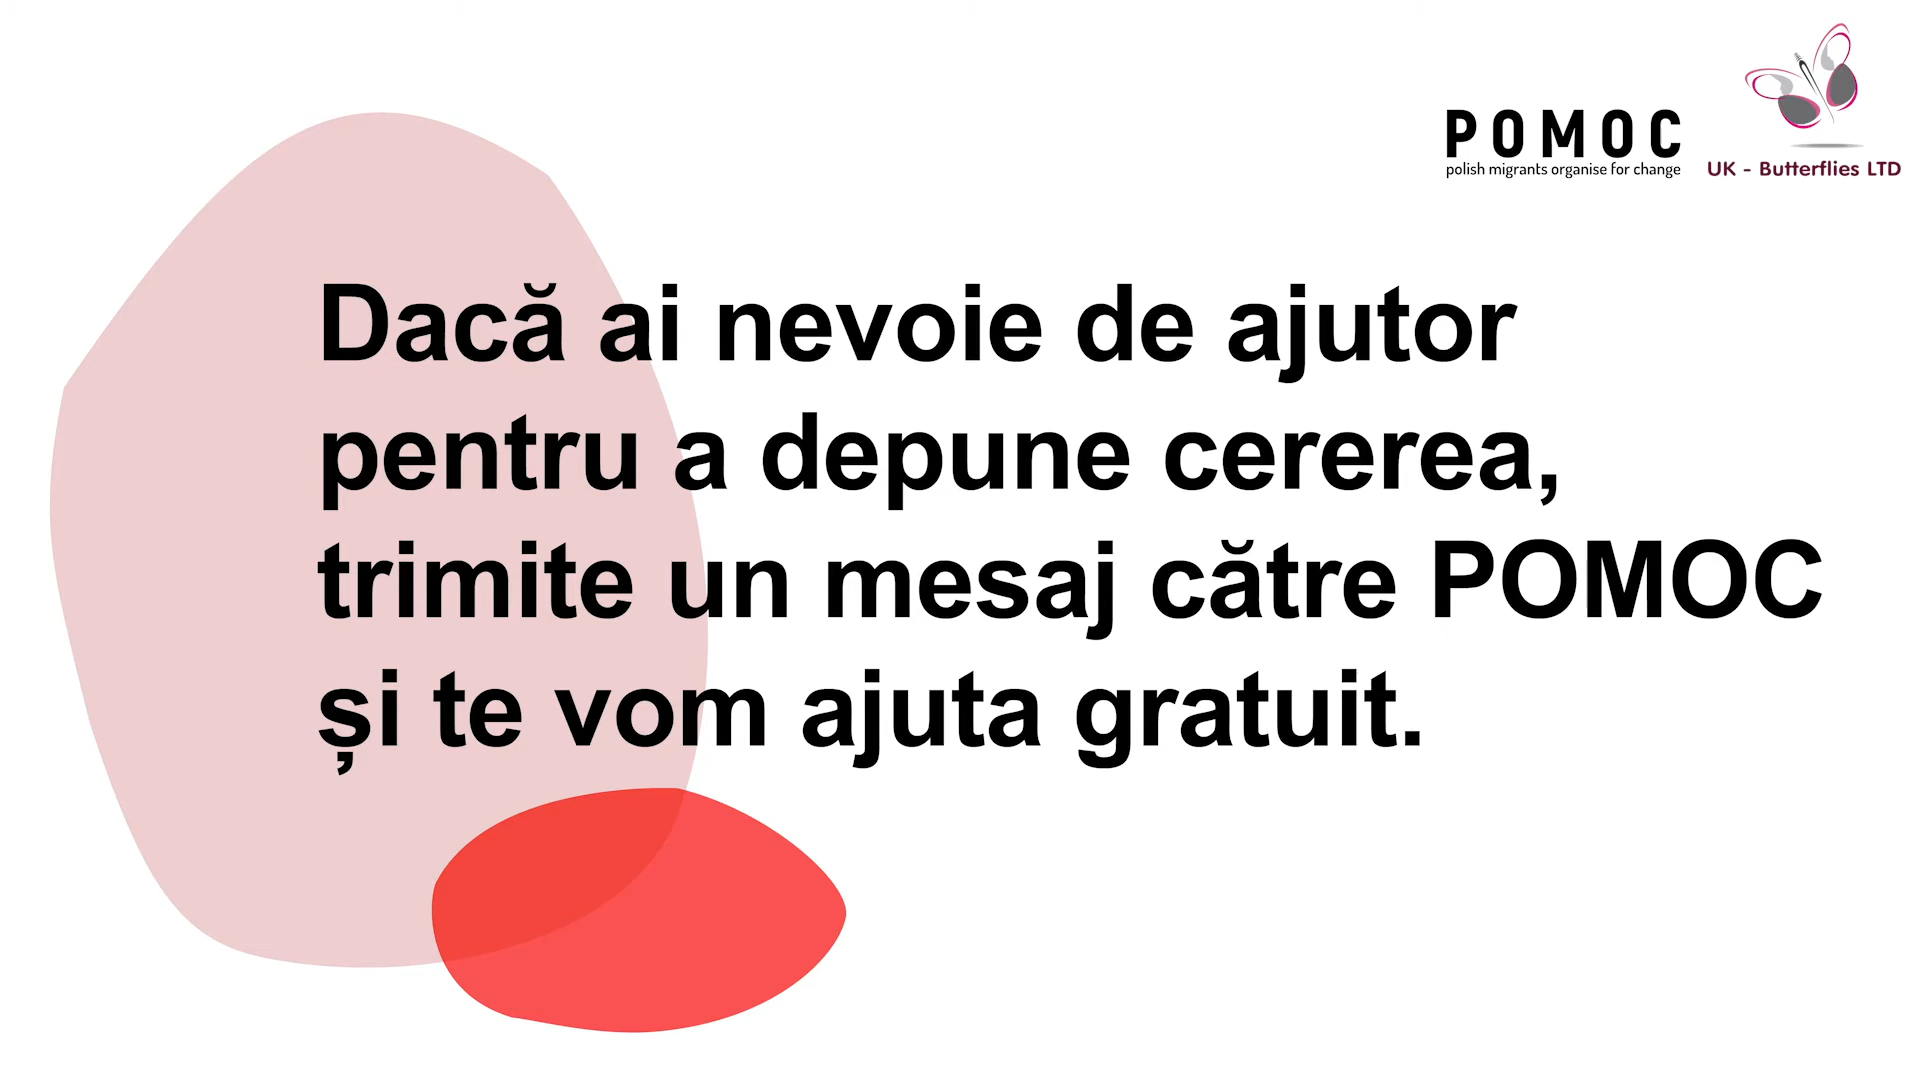 POMOC
polish migrants organise for change
UK - Butterflies LTD
Dacă ai nevoie de ajutor
pentru a depune cererea,
trimite un mesaj către POMOC
și te vom ajuta gratuit.